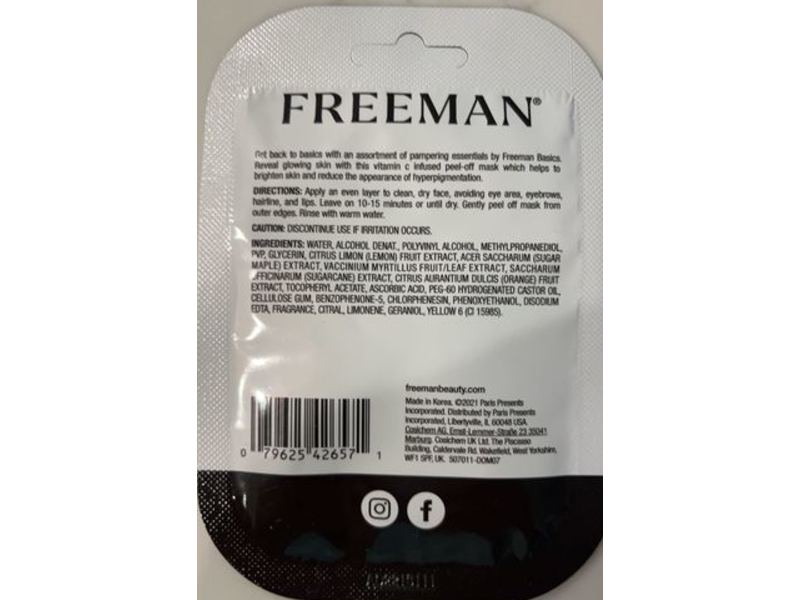 FREEMAN®
Get back to basics with an assortment of pampering essentials by Freeman Basics.
Reveal glowing skin with this vitamin c infused peel-off mask which helps to
brighten skin and reduce the appearance of hyperpigmentation.
DIRECTIONS: Apply an even layer to clean, dry face, avoiding eye area, eyebrows,
hairline, and lips. Leave on 10-15 minutes or until dry. Gently peel off mask from
outer edges. Rinse with warm water.
CAUTION: DISCONTINUE USE IF IRRITATION OCCURS.
INGREDIENTS: WATER, ALCOHOL DENAT., POLYVINYL ALCOHOL, METHYLPROPANEDIOL,
PVP, GLYCERIN, CITRUS LIMON (LEMON) FRUIT EXTRACT, ACER SACCHARUM (SUGAR
MAPLE) EXTRACT, VACCINIUM MYRTILLUS FRUIT/LEAF EXTRACT, SACCHARUM
OFFICINARUM (SUGARCANE) EXTRACT, CITRUS AURANTIUM DULCIS (ORANGE) FRUIT
EXTRACT, TOCOPHERYL ACETATE, ASCORBIC ACID, PEG-60 HYDROGENATED CASTOR OIL,
CELLULOSE GUM, BENZOPHENONE-5, CHLORPHENESIN, PHENOXYETHANOL, DISODIUM
EDTA, FRAGRANCE, CITRAL, LIMONENE, GERANIOL, YELLOW 6 (CI 15985).
freemanbeauty.com
Made in Korea. ©2021 Paris Presents
Incorporated. Distributed by Paris Presents
Incorporated, Libertyville, IL 60048 USA.
Cosichem AG, Ernst-Lemmer-Straße 23 35041
Marburg. Cosichem UK Ltd. The Piscesse
Building, Caldervale Rd. Wakefield, West Yorkshire,
WF1 5PF, UK. 507011-DOM07
0 79625 42657 1